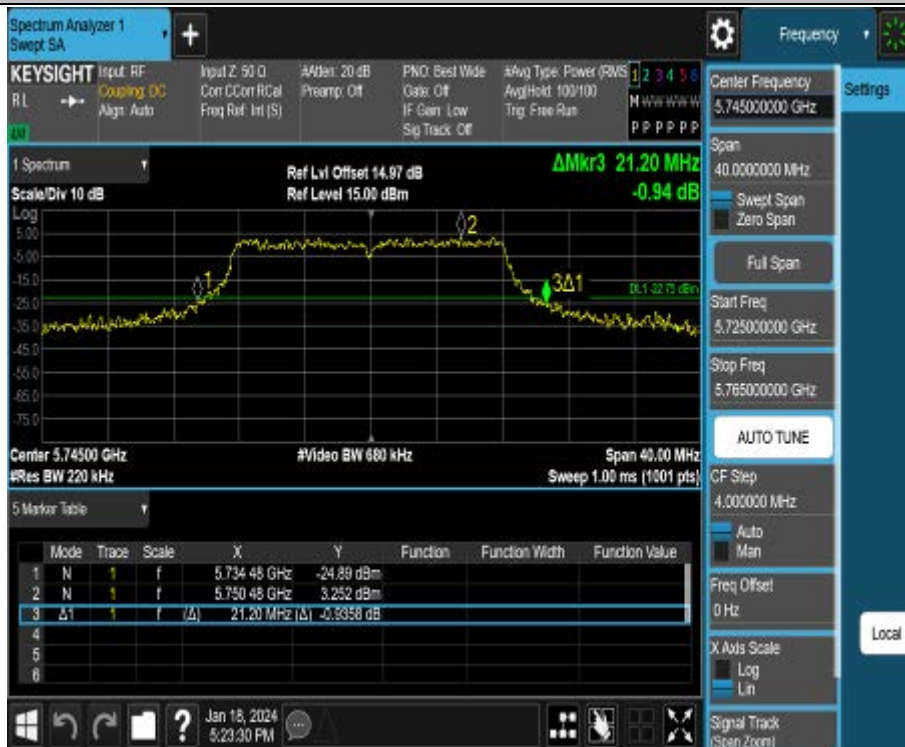 Spectrum Analyzer 1
Swept SA
+
Frequency
KEYSIGHT
Input: RF
Input Z: 50 Ω
#Atten: 20 dB
PNO: Best Wide
#Avg Type: Power (RMS
1 2 3 4 5 6
RL
Coupling: DC
Corr CCorr RCal
Preamp: Off
Gate: Off
Avg|Hold: 100/100
M W W W W W
Align: Auto
Freq Ref: Int (S)
IF Gain: Low
Trig: Free Run
Sig Track: Off
P P P P P P
Center Frequency
5.745000000 GHz
Settings
1 Spectrum
Ref Lvl Offset 14.97 dB
ΔMkr3 21.20 MHz
Scale/Div 10 dB
Ref Level 15.00 dBm
-0.94 dB
Span
40.0000000 MHz
Swept Span
Zero Span
Full Span
Log
5.00
-5.00
-15.0
-25.0
-35.0
-45.0
-55.0
-65.0
-75.0
1
2
3Δ1
DL1 -22.75 dBm
Start Freq
5.725000000 GHz
Stop Freq
5.765000000 GHz
AUTO TUNE
Center 5.74500 GHz
#Video BW 680 kHz
Span 40.00 MHz
#Res BW 220 kHz
Sweep 1.00 ms (1001 pts)
CF Step
4.000000 MHz
Auto
Man
5 Marker Table
Mode Trace Scale X Y Function Function Width Function Value
1 N 1 f 5.734 48 GHz -24.89 dBm
2 N 1 f 5.750 48 GHz 3.252 dBm
3 Δ1 1 f (Δ) 21.20 MHz (Δ) -0.9358 dB
4
5
6
Freq Offset
0 Hz
X Axis Scale
Log
Lin
Local
Signal Track
(Span Zoom)
?
Jan 18, 2024
5:23:30 PM